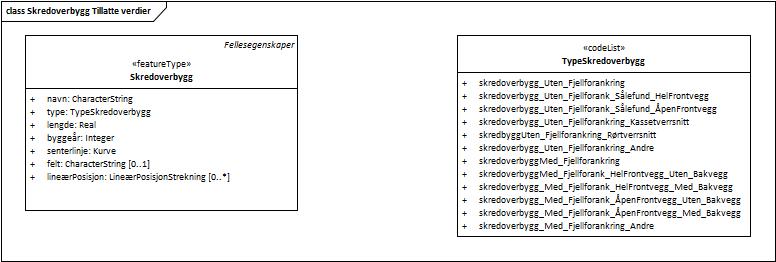 class Skredoverbygg Tillatte verdier
Fellesegenskaper
«featureType»
Skredoverbygg
+ navn: CharacterString
+ type: TypeSkredoverbygg
+ lengde: Real
+ byggeår: Integer
+ senterlinje: Kurve
+ felt: CharacterString [0..1]
+ lineærPosisjon: LineærPosisjonStrekning [0..*]
«codeList»
TypeSkredoverbygg
+ skredoverbygg_Uten_Fjellforankring
+ skredoverbygg_Uten_Fjellforank_Sålefund_HelFrontvegg
+ skredoverbygg_Uten_Fjellforank_Sålefund_ÅpenFrontvegg
+ skredoverbygg_Uten_Fjellforankring_Kassetverrsnitt
+ skredbyggUten_Fjellforankring_Rørtverrsnitt
+ skredoverbygg_Uten_Fjellforankring_Andre
+ skredoverbyggMed_Fjellforankring
+ skredoverbyggMed_Fjellforank_HelFrontvegg_Uten_Bakvegg
+ skredoverbygg_Med_Fjellforank_HelFrontvegg_Med_Bakvegg
+ skredoverbygg_Med_Fjellforank_ÅpenFrontvegg_Uten_Bakvegg
+ skredoverbygg_Med_Fjellforank_ÅpenFrontvegg_Med_Bakvegg
+ skredoverbygg_Med_Fjellforankring_Andre